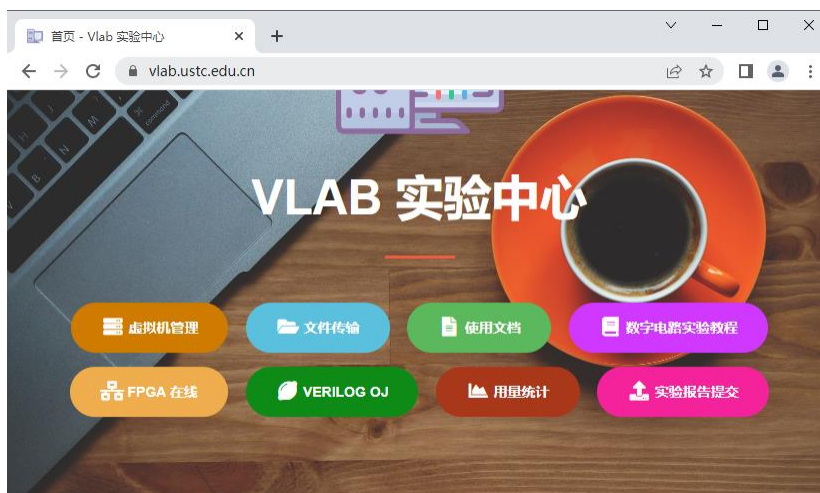 首页 - Vlab 实验中心
vlab.ustc.edu.cn
command
VLAB 实验中心
虚拟机管理
文件传输
使用文档
数字电路实验教程
FPGA 在线
VERILOG OJ
用量统计
实验报告提交